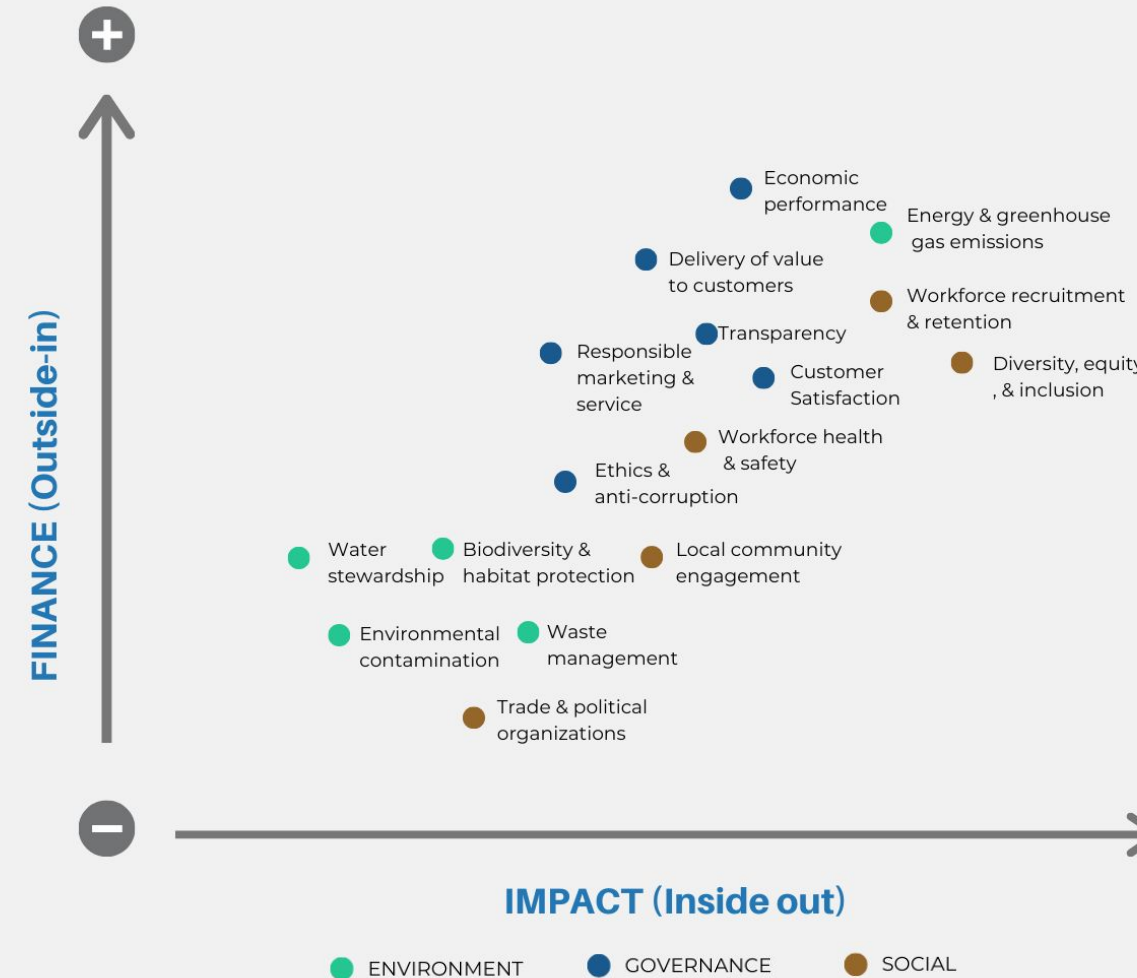 Economic
performance
Energy & greenhouse
gas emissions
Delivery of value
to customers
Workforce recruitment
& retention
Transparency
Responsible
marketing &
service
Customer
Satisfaction
Diversity, equity
, & inclusion
Workforce health
& safety
Ethics &
anti-corruption
Water
stewardship
Biodiversity &
habitat protection
Local community
engagement
Environmental
contamination
Waste
management
Trade & political
organizations
FINANCE (Outside-in)
IMPACT (Inside out)
ENVIRONMENT
GOVERNANCE
SOCIAL